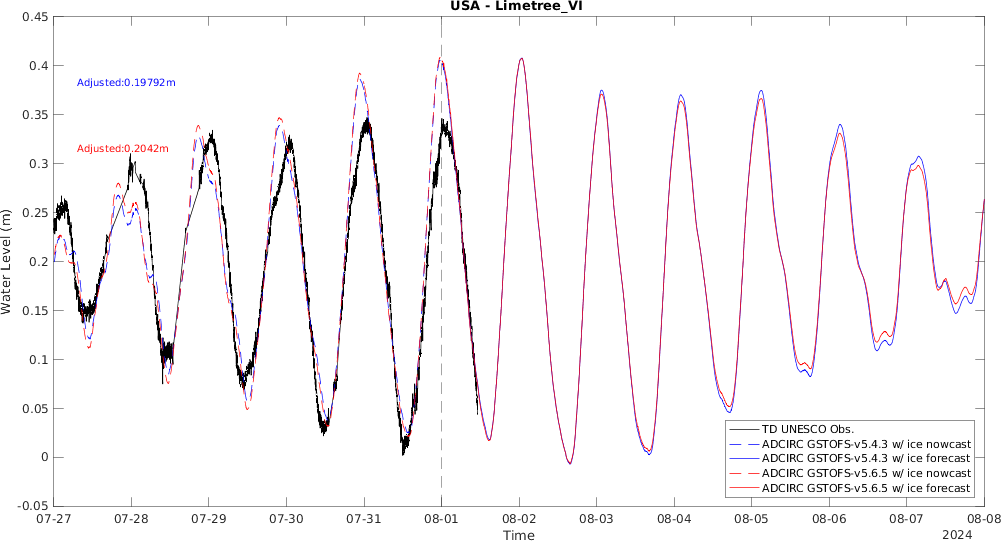 USA - Limetree_VI
0.45
0.4
0.35
0.3
0.25
0.2
0.15
0.1
0.05
0
-0.05
Water Level (m)
Adjusted:0.19792m
Adjusted:0.2042m
TD UNESCO Obs.
ADCIRC GSTOFS-v5.4.3 w/ ice nowcast
ADCIRC GSTOFS-v5.4.3 w/ ice forecast
ADCIRC GSTOFS-v5.6.5 w/ ice nowcast
ADCIRC GSTOFS-v5.6.5 w/ ice forecast
07-27 07-28 07-29 07-30 07-31 08-01 08-02 08-03 08-04 08-05 08-06 08-07 08-08
Time
2024